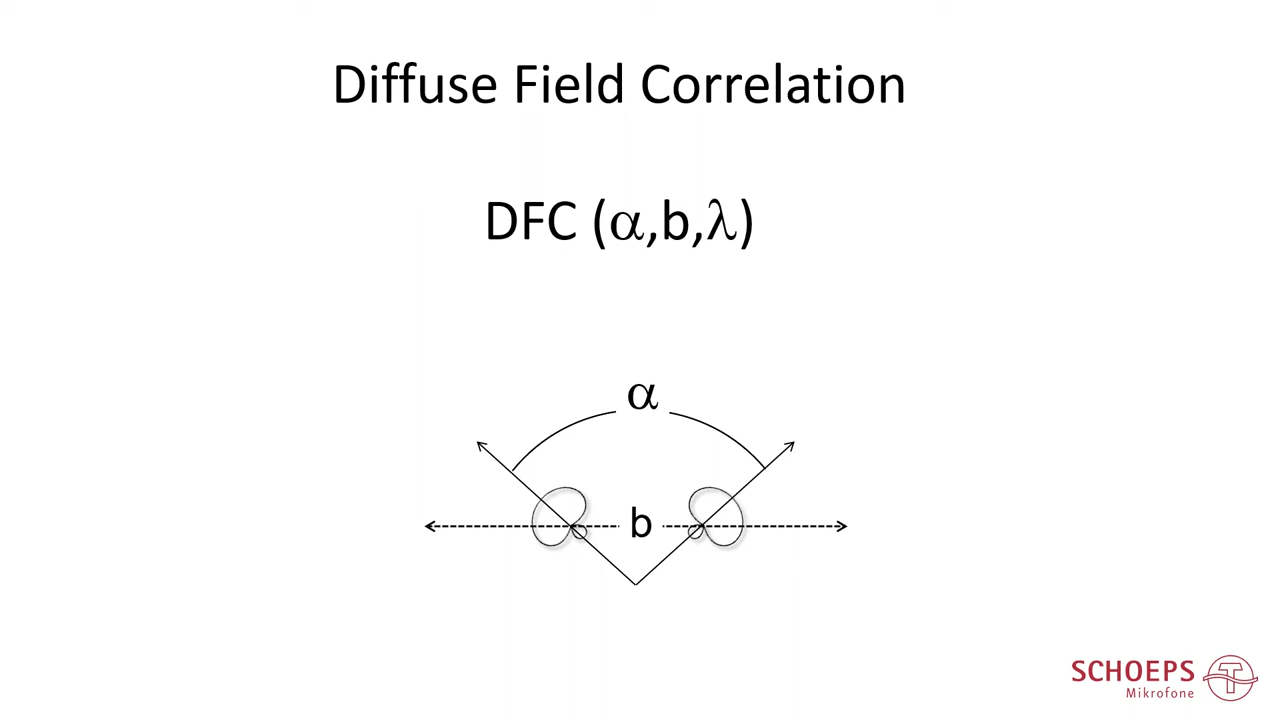 Diffuse Field Correlation
DFC (α,b,λ)
α
b
SCHOEPS
Mikrofone